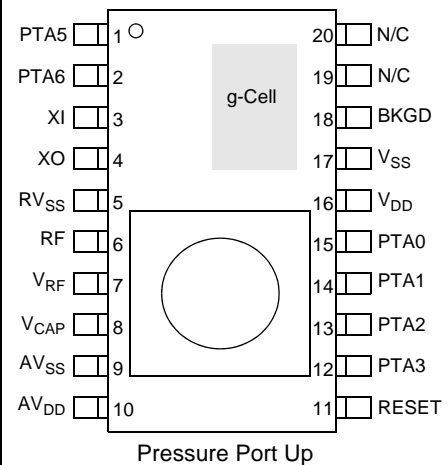 PTA5 1 20 N/C
PTA6 2 19 N/C
g-Cell
XI 3 18 BKGD
XO 4 17 VSS
RVSS 5 16 VDD
RF 6 15 PTA0
VRF 7 14 PTA1
VCAP 8 13 PTA2
AVSS 9 12 PTA3
AVDD 10 11 RESET
Pressure Port Up